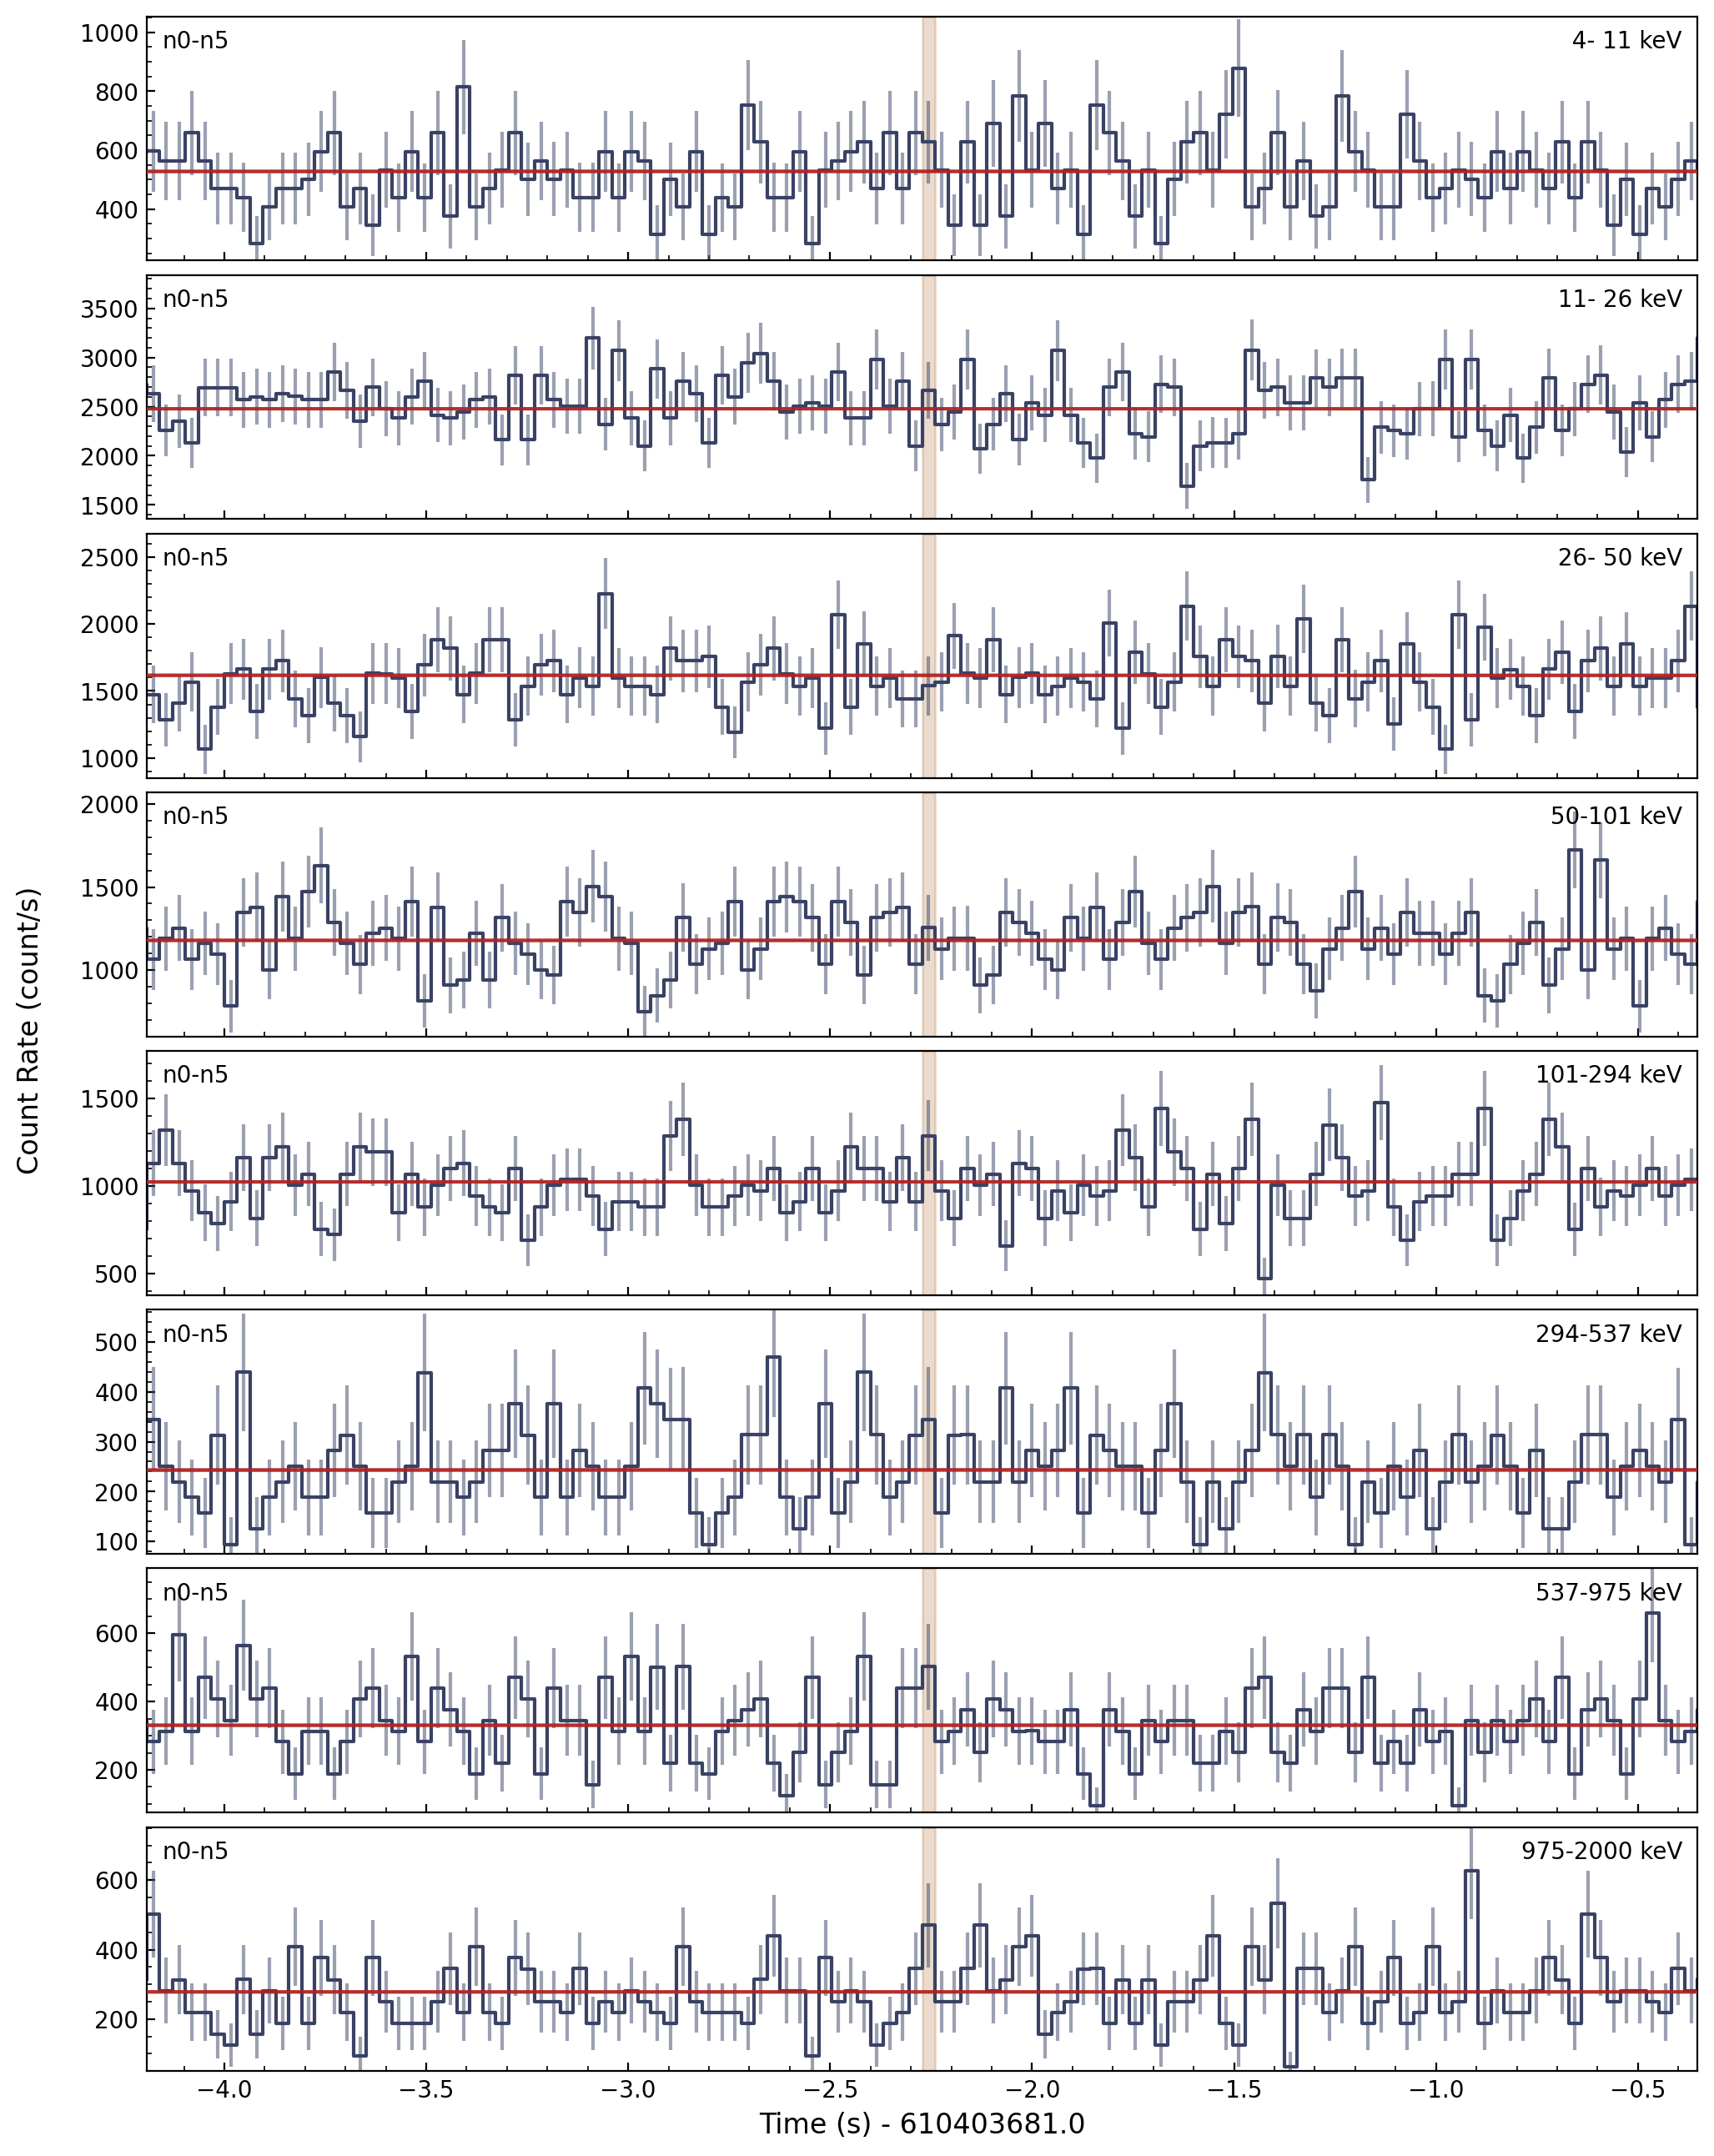 n0-n5 4- 11 keV
1000
800
600
400
n0-n5 11- 26 keV
3500
3000
2500
2000
1500
n0-n5 26- 50 keV
2500
2000
1500
1000
n0-n5 50-101 keV
2000
1500
1000
n0-n5 101-294 keV
1500
1000
500
n0-n5 294-537 keV
500
400
300
200
100
n0-n5 537-975 keV
600
400
200
n0-n5 975-2000 keV
600
400
200
−4.0 −3.5 −3.0 −2.5 −2.0 −1.5 −1.0 −0.5
Time (s) - 610403681.0
Count Rate (count/s)